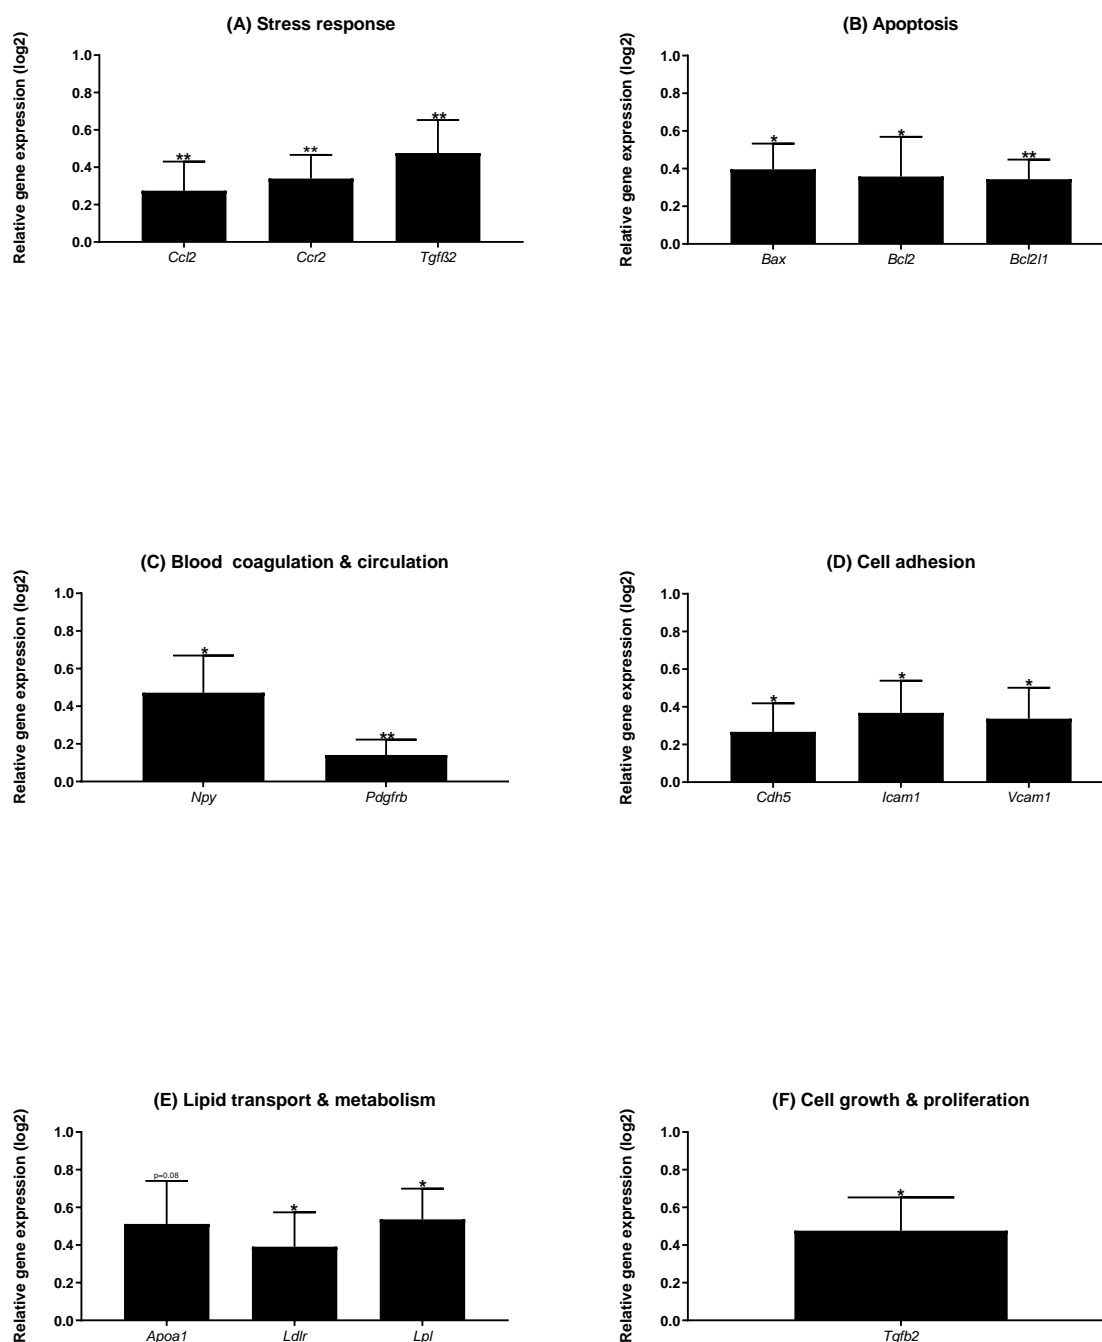 (A) Stress response
Relative gene expression (log2)
1.0
0.8
0.6
0.4
0.2
0.0
**
**
**
Ccl2 Ccr2 Tgfß2
(B) Apoptosis
Relative gene expression (log2)
1.0
0.8
0.6
0.4
0.2
0.0
*
*
**
Bax Bcl2 Bcl2l1
(C) Blood  coagulation & circulation
Relative gene expression (log2)
1.0
0.8
0.6
0.4
0.2
0.0
*
**
Npy Pdgfrb
(D) Cell adhesion
Relative gene expression (log2)
1.0
0.8
0.6
0.4
0.2
0.0
*
*
*
Cdh5 Icam1 Vcam1
(E) Lipid transport & metabolism
Relative gene expression (log2)
1.0
0.8
0.6
0.4
0.2
0.0
p=0.08
*
*
Apoa1 Ldlr Lpl
(F) Cell growth & proliferation
Relative gene expression (log2)
1.0
0.8
0.6
0.4
0.2
0.0
*
Tgfb2